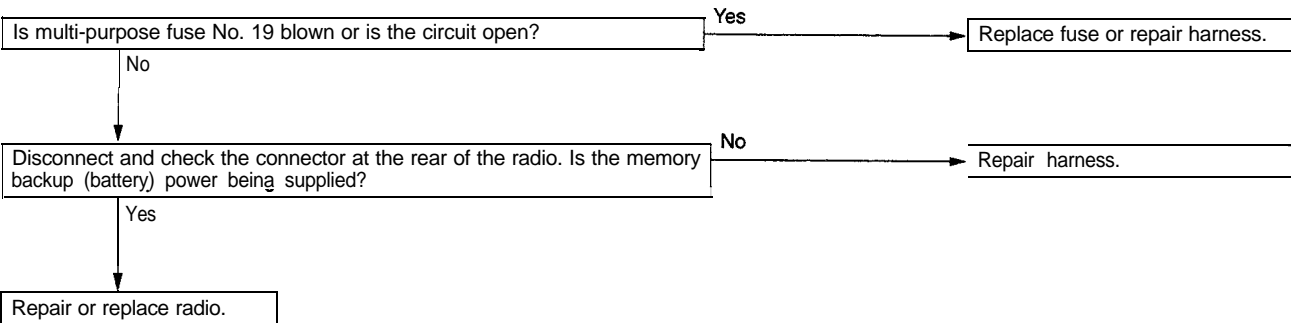 Is multi-purpose fuse No. 19 blown or is the circuit open?
Yes
Replace fuse or repair harness.
No
Disconnect and check the connector at the rear of the radio. Is the memory
backup (battery) power being supplied?
No
Repair harness.
Yes
Repair or replace radio.